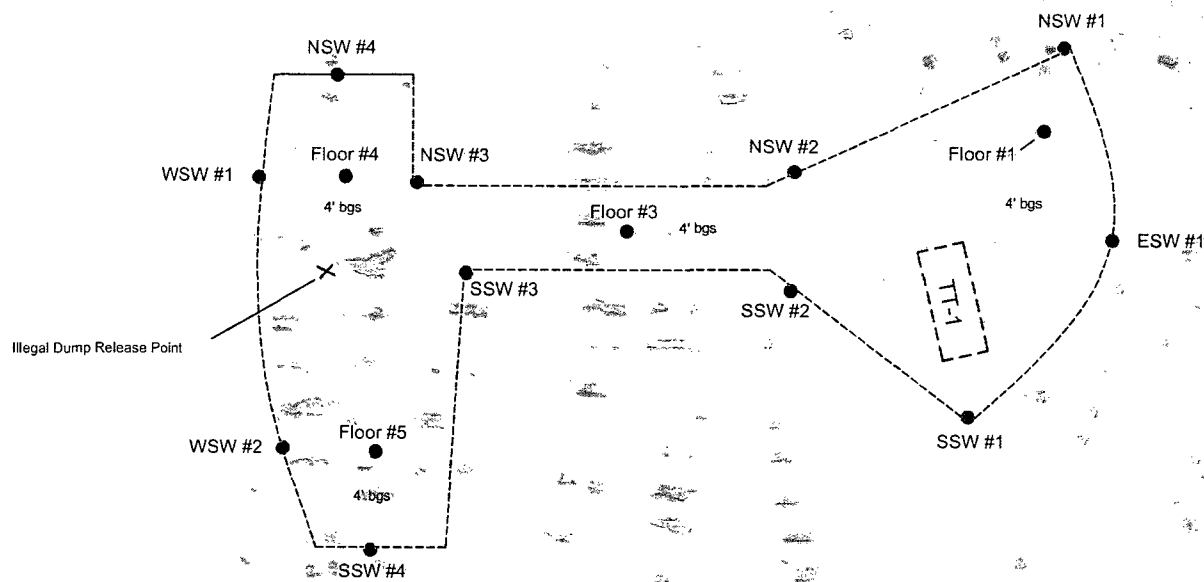 NSW #1
NSW #4
Floor #1
NSW #2
WSW #1
Floor #4
NSW #3
4' bgs
Floor #3
4' bgs
4' bgs
ESW #1
SSW #3
SSW #2
TT-1
Illegal Dump Release Point
SSW #1
WSW #2
Floor #5
4' bgs
SSW #4